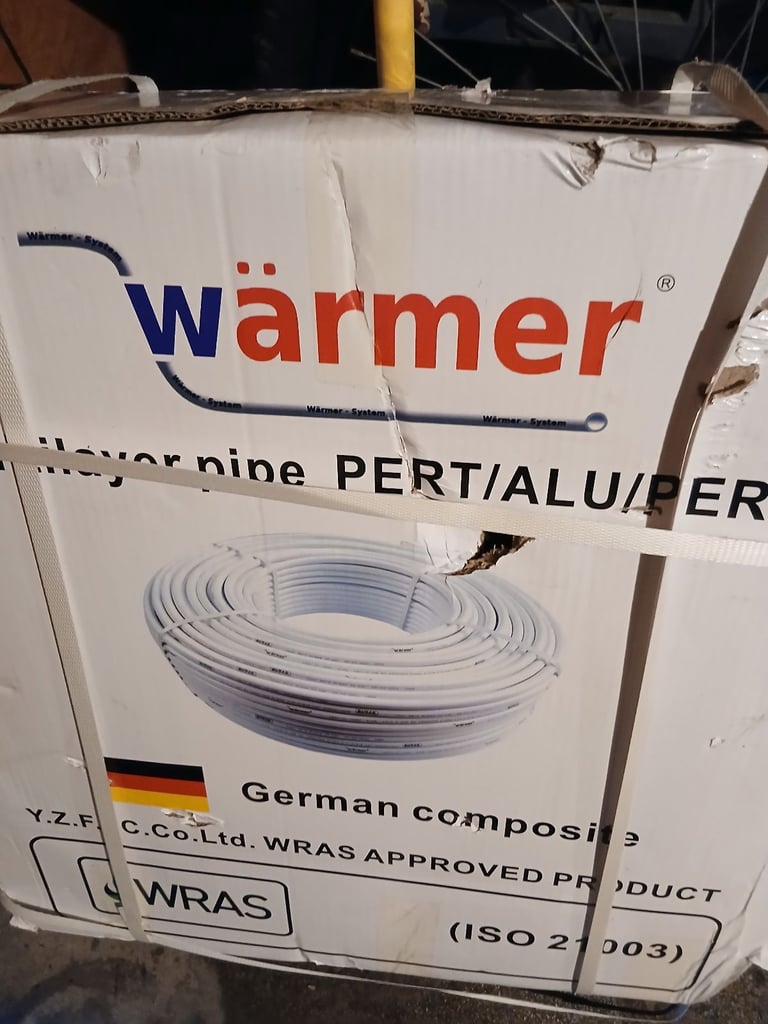 Wärmer - System
wärmer ®
Wärmer - System Wärmer - System Wärmer - System
pipe PERT/ALU/PER
German composite
Y.Z.F. C.Co.Ltd. WRAS APPROVED PRODUCT
WRAS
(ISO 21003)